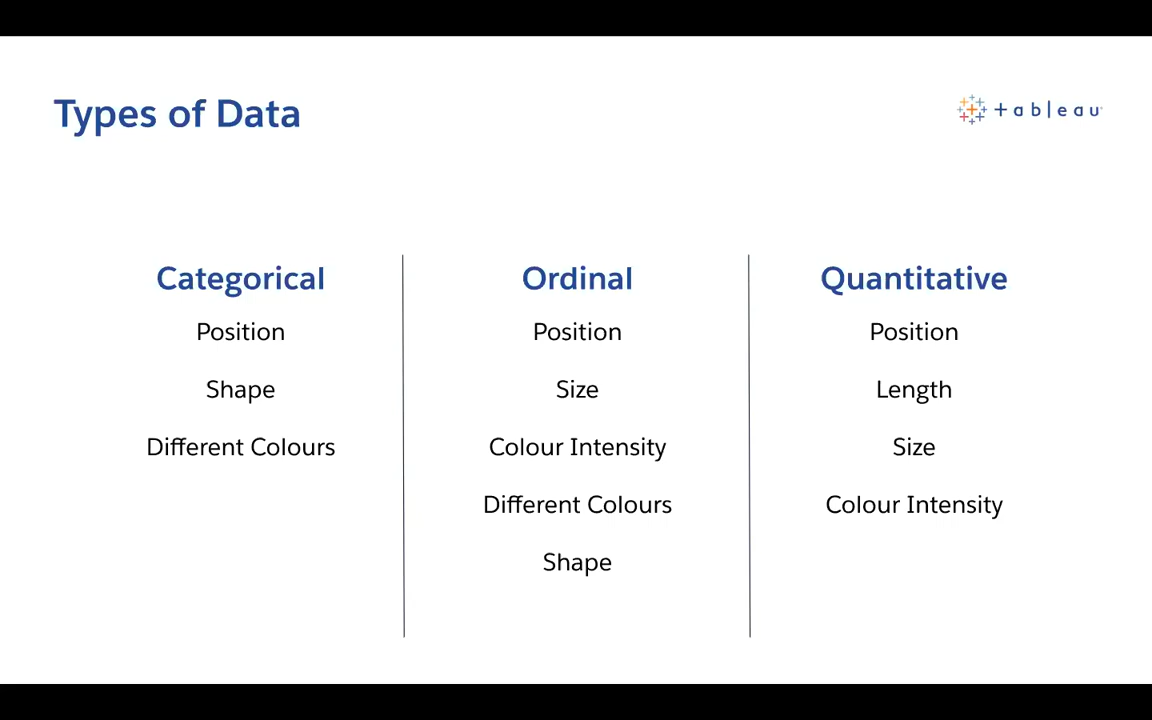 Types of Data
+ a b | e a u
Categorical
Position
Shape
Different Colours
Ordinal
Position
Size
Colour Intensity
Different Colours
Shape
Quantitative
Position
Length
Size
Colour Intensity